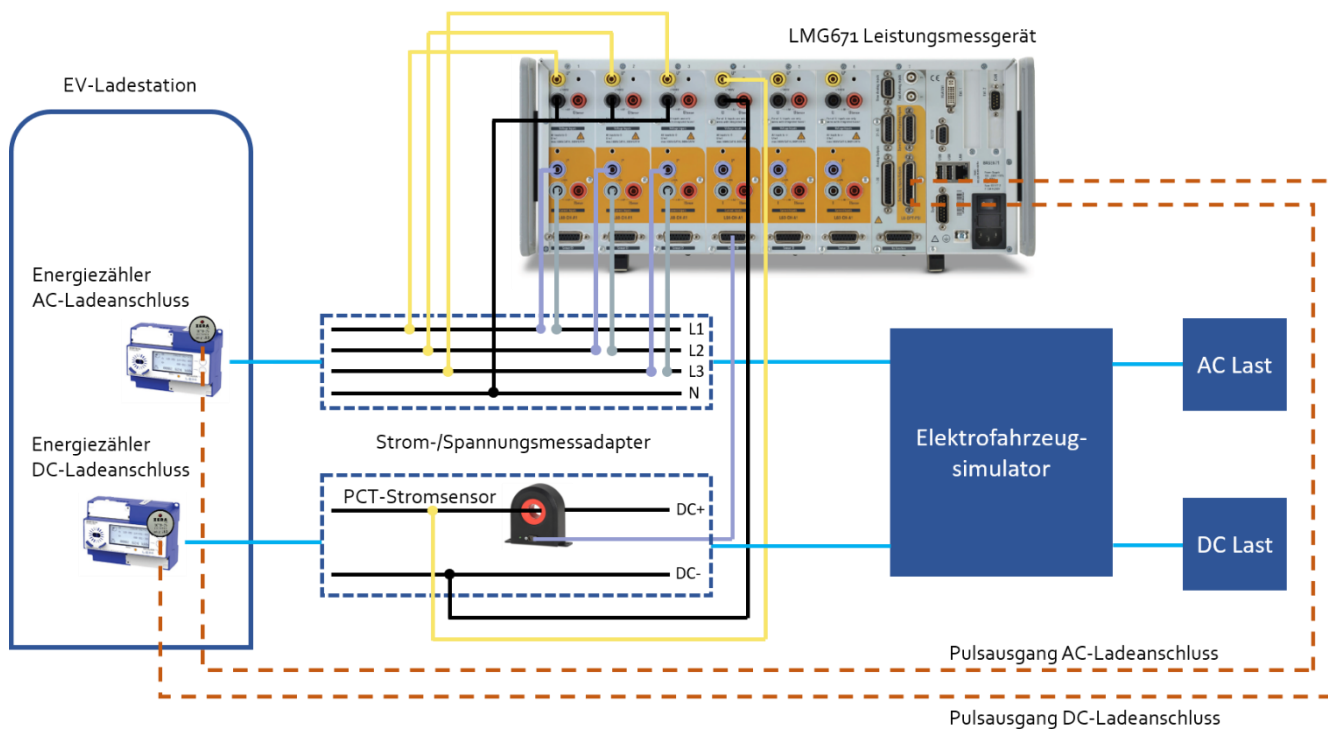 LMG671 Leistungsmessgerät
EV-Ladestation
Energiezähler
AC-Ladeanschluss
L1
L2
L3
N
AC Last
Energiezähler
DC-Ladeanschluss
Strom-/Spannungsmessadapter
Elektrofahrzeug-
simulator
PCT-Stromsensor
DC+
DC-
DC Last
Pulsausgang AC-Ladeanschluss
Pulsausgang DC-Ladeanschluss